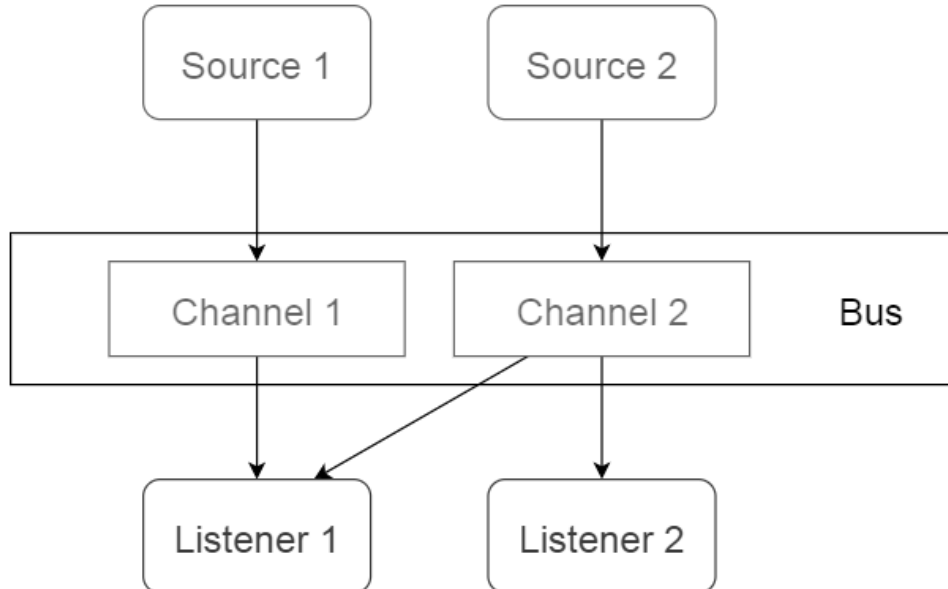 Source 1
Source 2
Channel 1
Channel 2
Bus
Listener 1
Listener 2